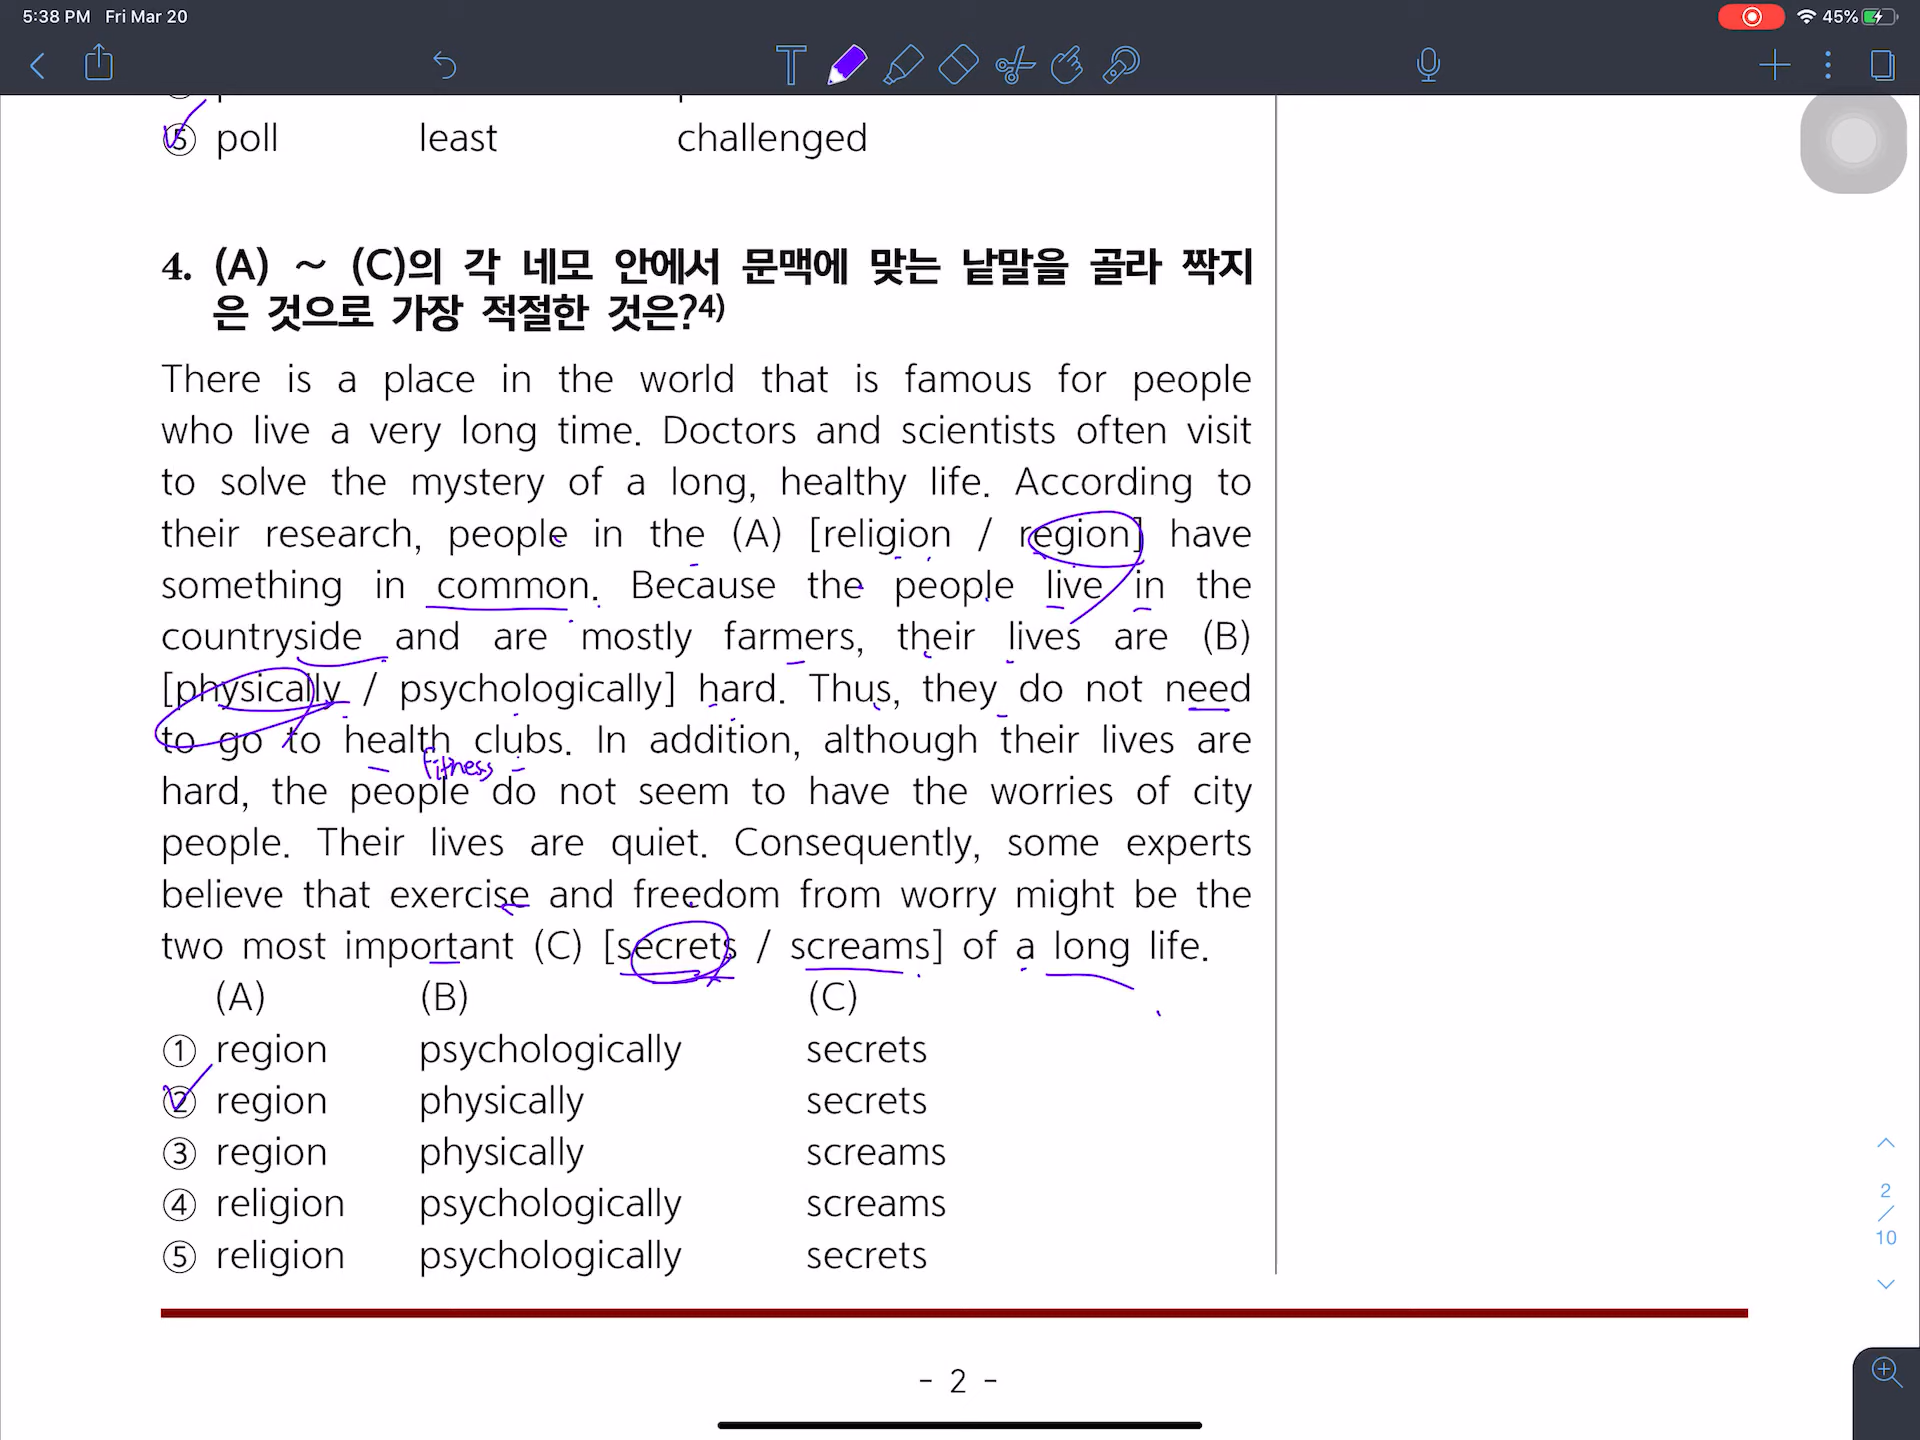 5:38 PM Fri Mar 20
45%
⑤ poll least challenged
4. (A) ~ (C)의 각 네모 안에서 문맥에 맞는 낱말을 골라 짝지
은 것으로 가장 적절한 것은?4)
There is a place in the world that is famous for people
who live a very long time. Doctors and scientists often visit
to solve the mystery of a long, healthy life. According to
their research, people in the (A) [religion / region] have
something in common. Because the people live in the
countryside and are mostly farmers, their lives are (B)
[physically / psychologically] hard. Thus, they do not need
to go to health clubs. In addition, although their lives are
fitness
hard, the people do not seem to have the worries of city
people. Their lives are quiet. Consequently, some experts
believe that exercise and freedom from worry might be the
two most important (C) [secrets / screams] of a long life.
(A) (B) (C)
① region psychologically secrets
② region physically secrets
③ region physically screams
④ religion psychologically screams
⑤ religion psychologically secrets
2
/
10
- 2 -